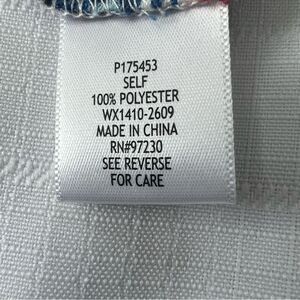 P175453
SELF
100% POLYESTER
WX1410-2609
MADE IN CHINA
RN#97230
SEE REVERSE
FOR CARE